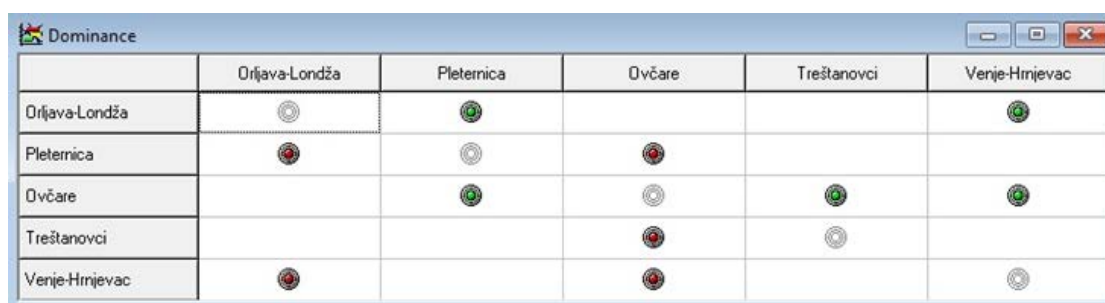 Dominance
Orljava-Londža Pleternica Ovčare Treštanovci Venje-Hrnjevac
Orljava-Londža
Pleternica
Ovčare
Treštanovci
Venje-Hrnjevac